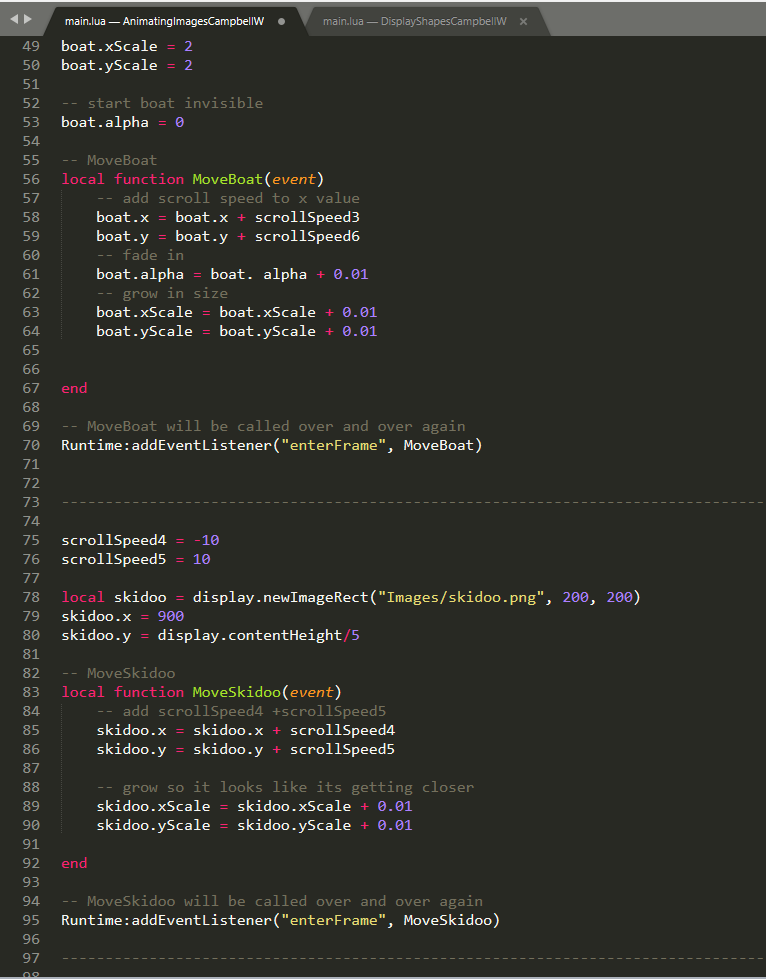 main.lua — AnimatingImagesCampbellW
main.lua — DisplayShapesCampbellW ×
49 boat.xScale = 2
50 boat.yScale = 2
51
52 -- start boat invisible
53 boat.alpha = 0
54
55 -- MoveBoat
56 local function MoveBoat(event)
57     -- add scroll speed to x value
58     boat.x = boat.x + scrollSpeed3
59     boat.y = boat.y + scrollSpeed6
60     -- fade in
61     boat.alpha = boat. alpha + 0.01
62     -- grow in size
63     boat.xScale = boat.xScale + 0.01
64     boat.yScale = boat.yScale + 0.01
65
66
67 end
68
69 -- MoveBoat will be called over and over again
70 Runtime:addEventListener("enterFrame", MoveBoat)
71
72
73 --------------------------------------------------------------------------------
74
75 scrollSpeed4 = -10
76 scrollSpeed5 = 10
77
78 local skidoo = display.newImageRect("Images/skidoo.png", 200, 200)
79 skidoo.x = 900
80 skidoo.y = display.contentHeight/5
81
82 -- MoveSkidoo
83 local function MoveSkidoo(event)
84     -- add scrollSpeed4 +scrollSpeed5
85     skidoo.x = skidoo.x + scrollSpeed4
86     skidoo.y = skidoo.y + scrollSpeed5
87
88     -- grow so it looks like its getting closer
89     skidoo.xScale = skidoo.xScale + 0.01
90     skidoo.yScale = skidoo.yScale + 0.01
91
92 end
93
94 -- MoveSkidoo will be called over and over again
95 Runtime:addEventListener("enterFrame", MoveSkidoo)
96
97 --------------------------------------------------------------------------------
98